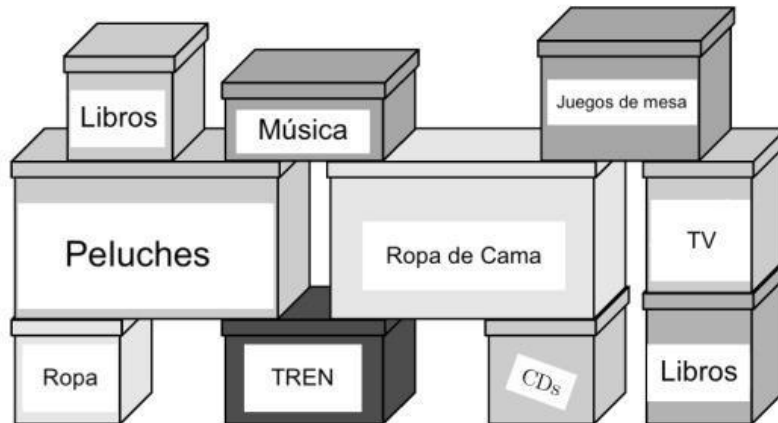 Libros
Música
Juegos de mesa
Peluches
Ropa de Cama
TV
Ropa
TREN
CDs
Libros